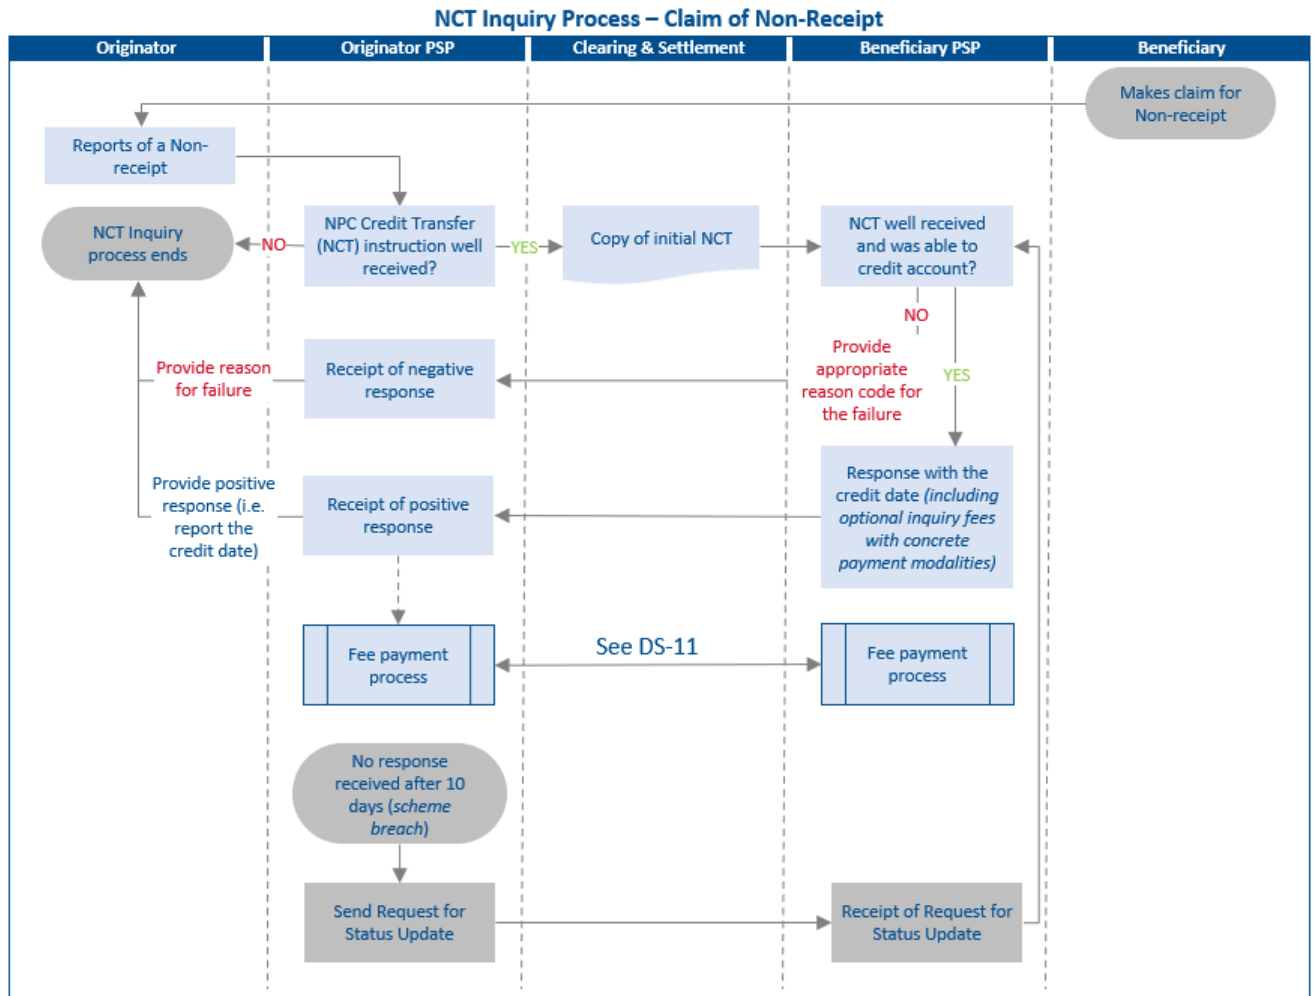 NCT Inquiry Process – Claim of Non-Receipt
Originator
Originator PSP
Clearing & Settlement
Beneficiary PSP
Beneficiary
Makes claim for
Non-receipt
Reports of a Non-
receipt
NCT Inquiry
process ends
NO
NPC Credit Transfer
(NCT) instruction well
received?
YES
Copy of initial NCT
NCT well received
and was able to
credit account?
NO
Provide
appropriate
reason code for
the failure
YES
Provide reason
for failure
Receipt of negative
response
Provide positive
response (i.e.
report the
credit date)
Receipt of positive
response
Response with the
credit date (including
optional inquiry fees
with concrete
payment modalities)
Fee payment
process
See DS-11
Fee payment
process
No response
received after 10
days (scheme
breach)
Send Request for
Status Update
Receipt of Request for
Status Update